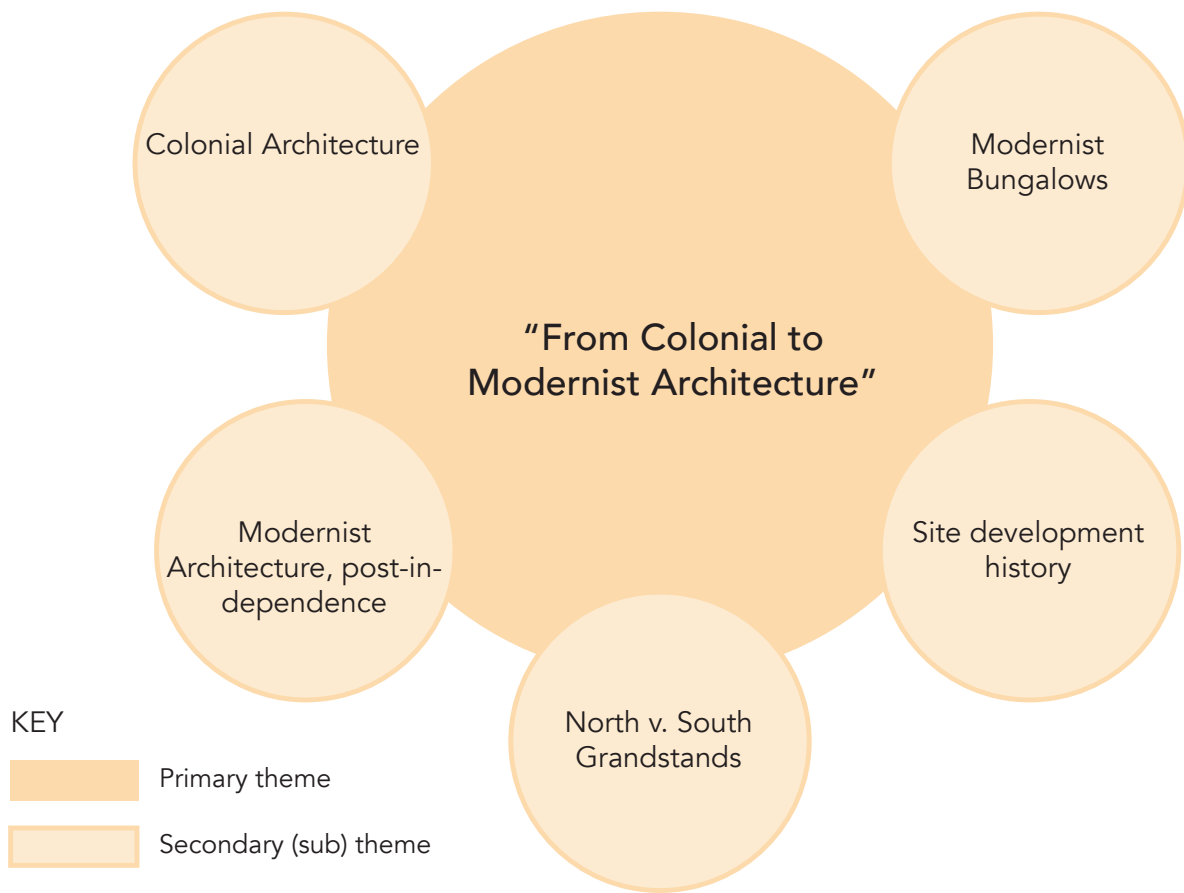 Colonial Architecture
Modernist
Bungalows
“From Colonial to
Modernist Architecture”
Modernist
Architecture, post-in-
dependence
Site development
history
North v. South
Grandstands
KEY
Primary theme
Secondary (sub) theme